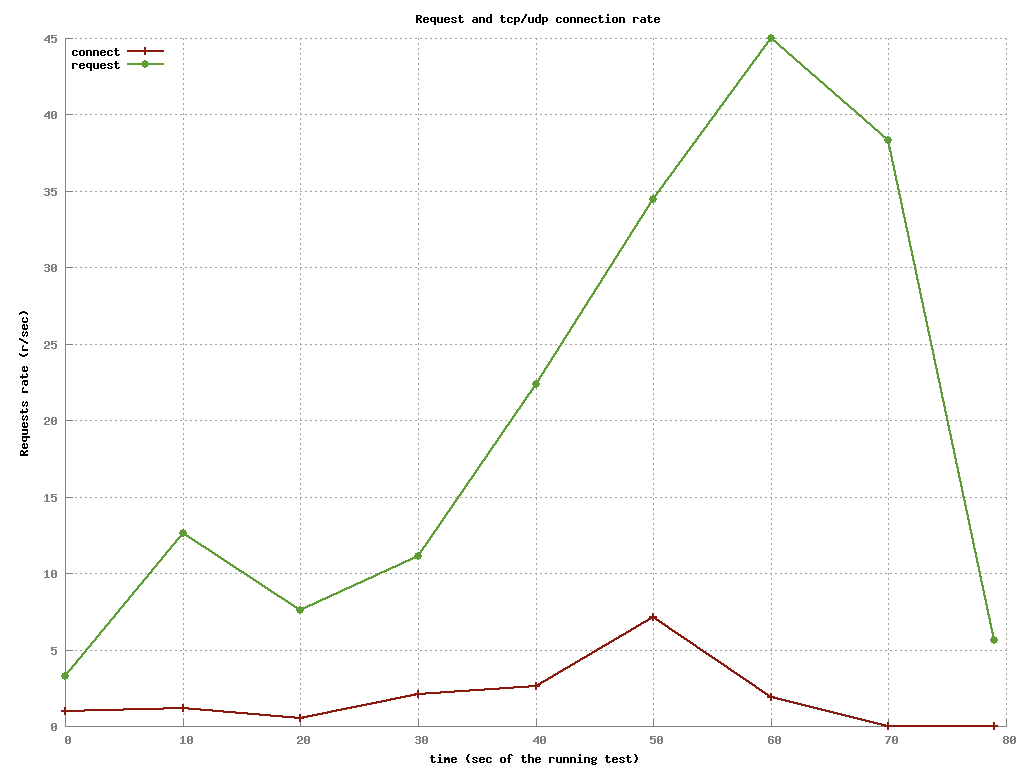 Request and tcp/udp connection rate
connect
request
45
40
35
30
25
20
15
10
5
0
Requests rate (r/sec)
0 10 20 30 40 50 60 70 80
time (sec of the running test)